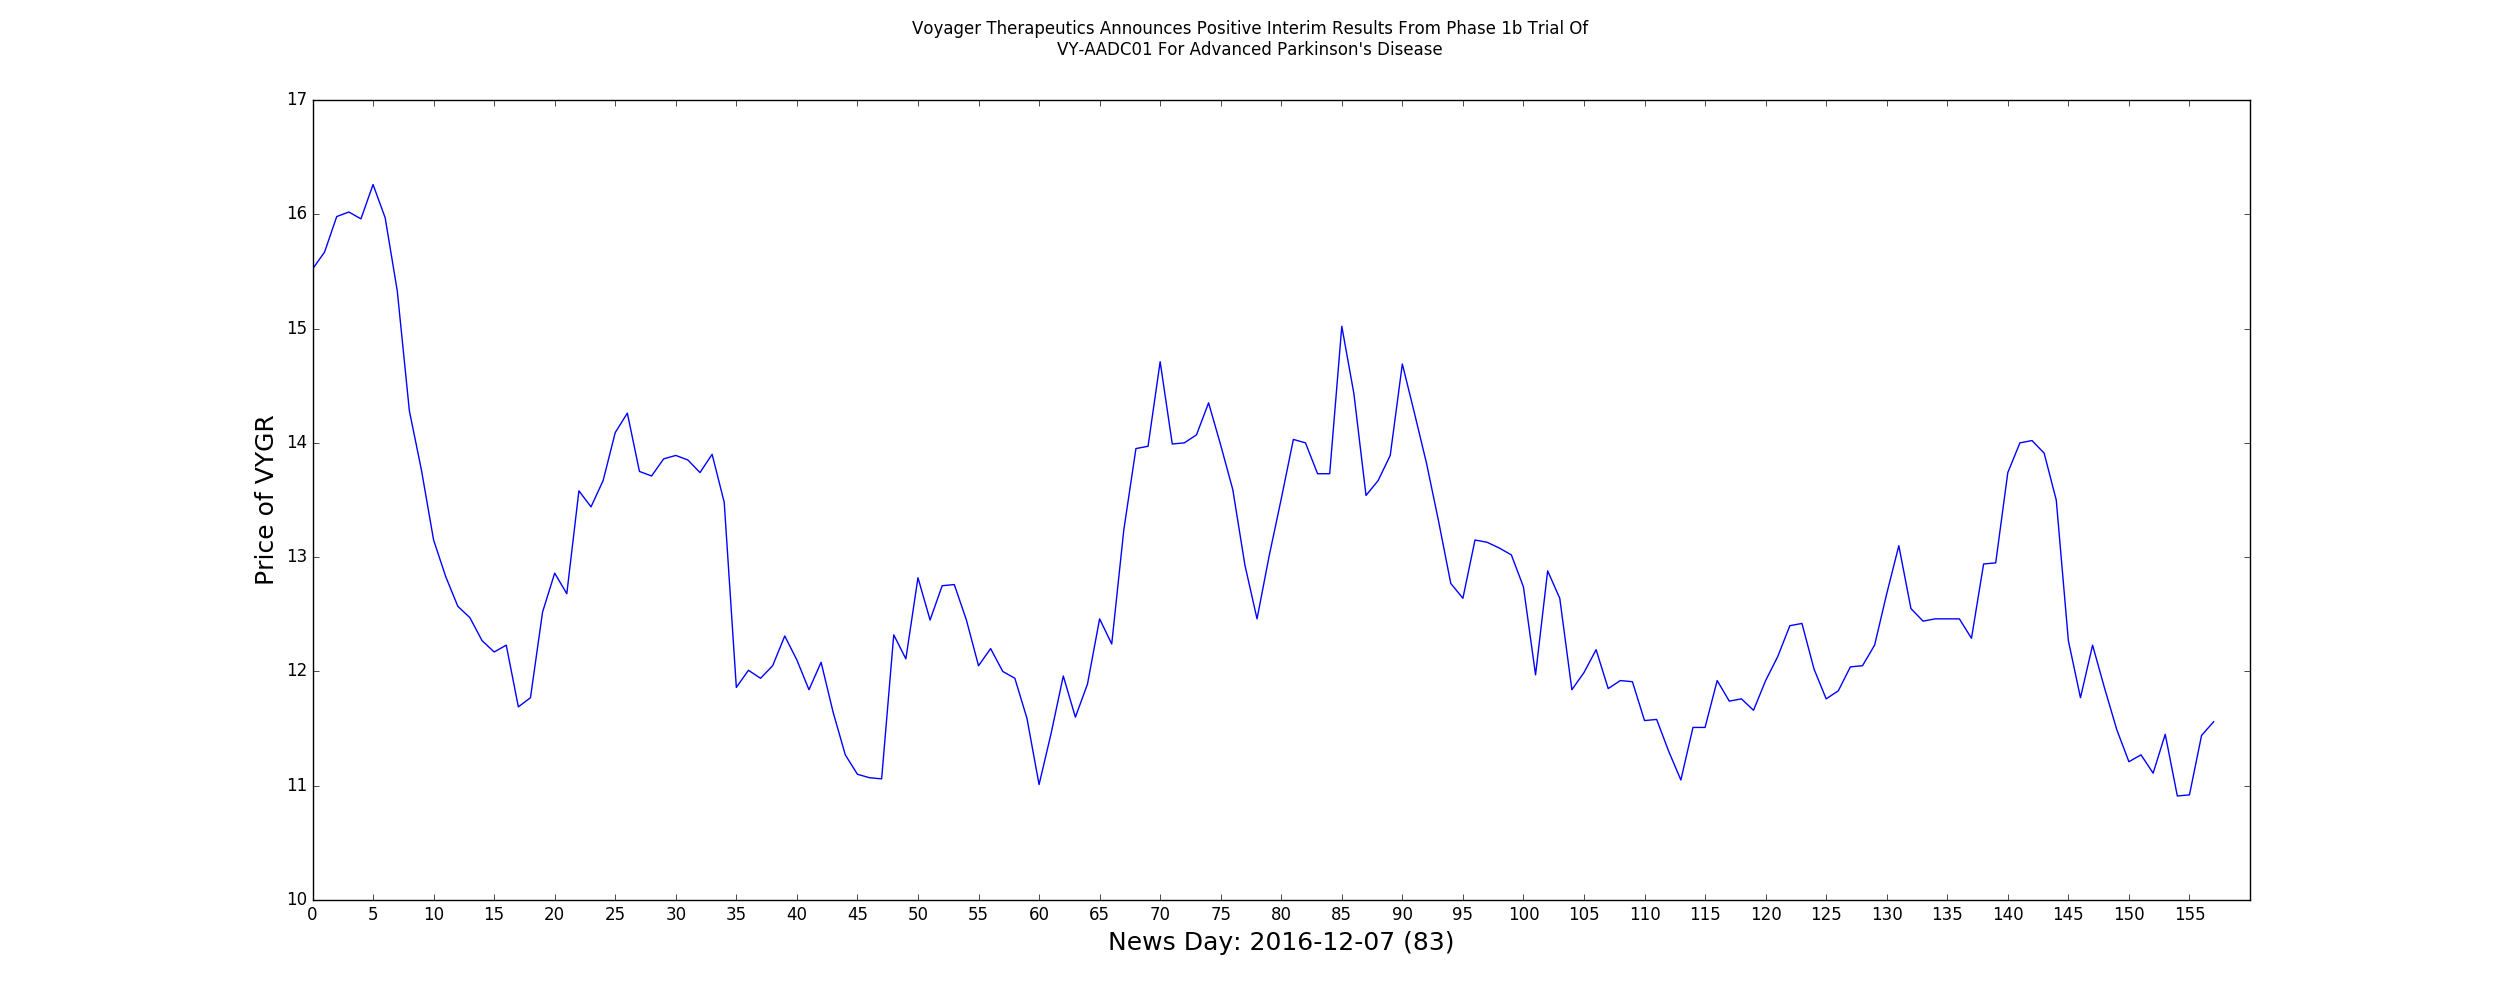 Voyager Therapeutics Announces Positive Interim Results From Phase 1b Trial Of
VY-AADC01 For Advanced Parkinson's Disease
17
16
15
14
13
12
11
10
Price of VYGR
0 5 10 15 20 25 30 35 40 45 50 55 60 65 70 75 80 85 90 95 100 105 110 115 120 125 130 135 140 145 150 155
News Day: 2016-12-07 (83)